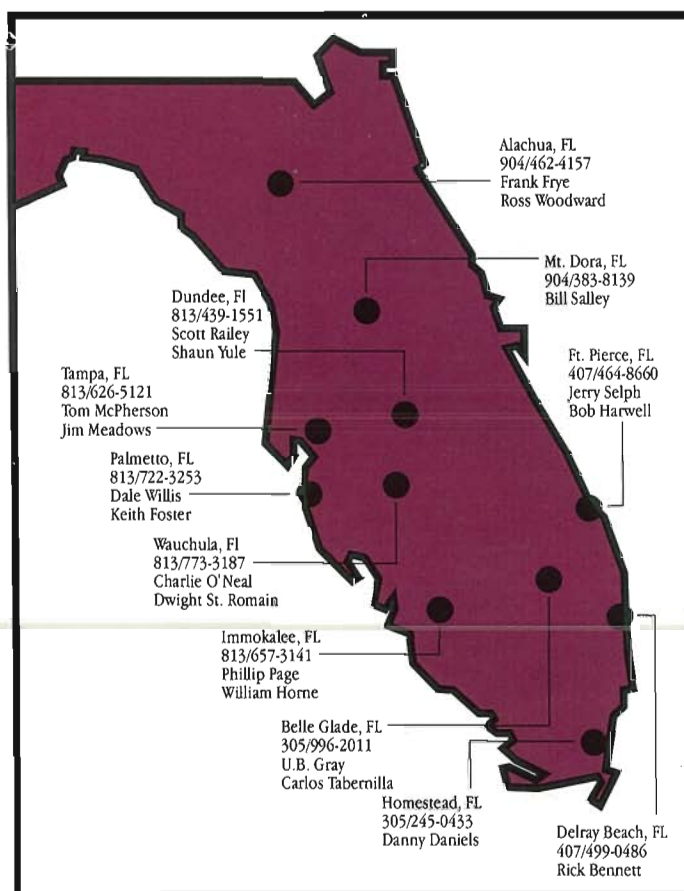 Alachua, FL
904/462-4157
Frank Frye
Ross Woodward
Mt. Dora, FL
904/383-8139
Bill Salley
Dundee, Fl
813/439-1551
Scott Railey
Shaun Yule
Ft. Pierce, FL
407/464-8660
Jerry Selph
Bob Harwell
Tampa, FL
813/626-5121
Tom McPherson
Jim Meadows
Palmetto, FL
813/722-3253
Dale Willis
Keith Foster
Wauchula, Fl
813/773-3187
Charlie O'Neal
Dwight St. Romain
Immokalee, FL
813/657-3141
Phillip Page
William Horne
Belle Glade, FL
305/996-2011
U.B. Gray
Carlos Tabernilla
Homestead, FL
305/245-0433
Danny Daniels
Delray Beach, FL
407/499-0486
Rick Bennett